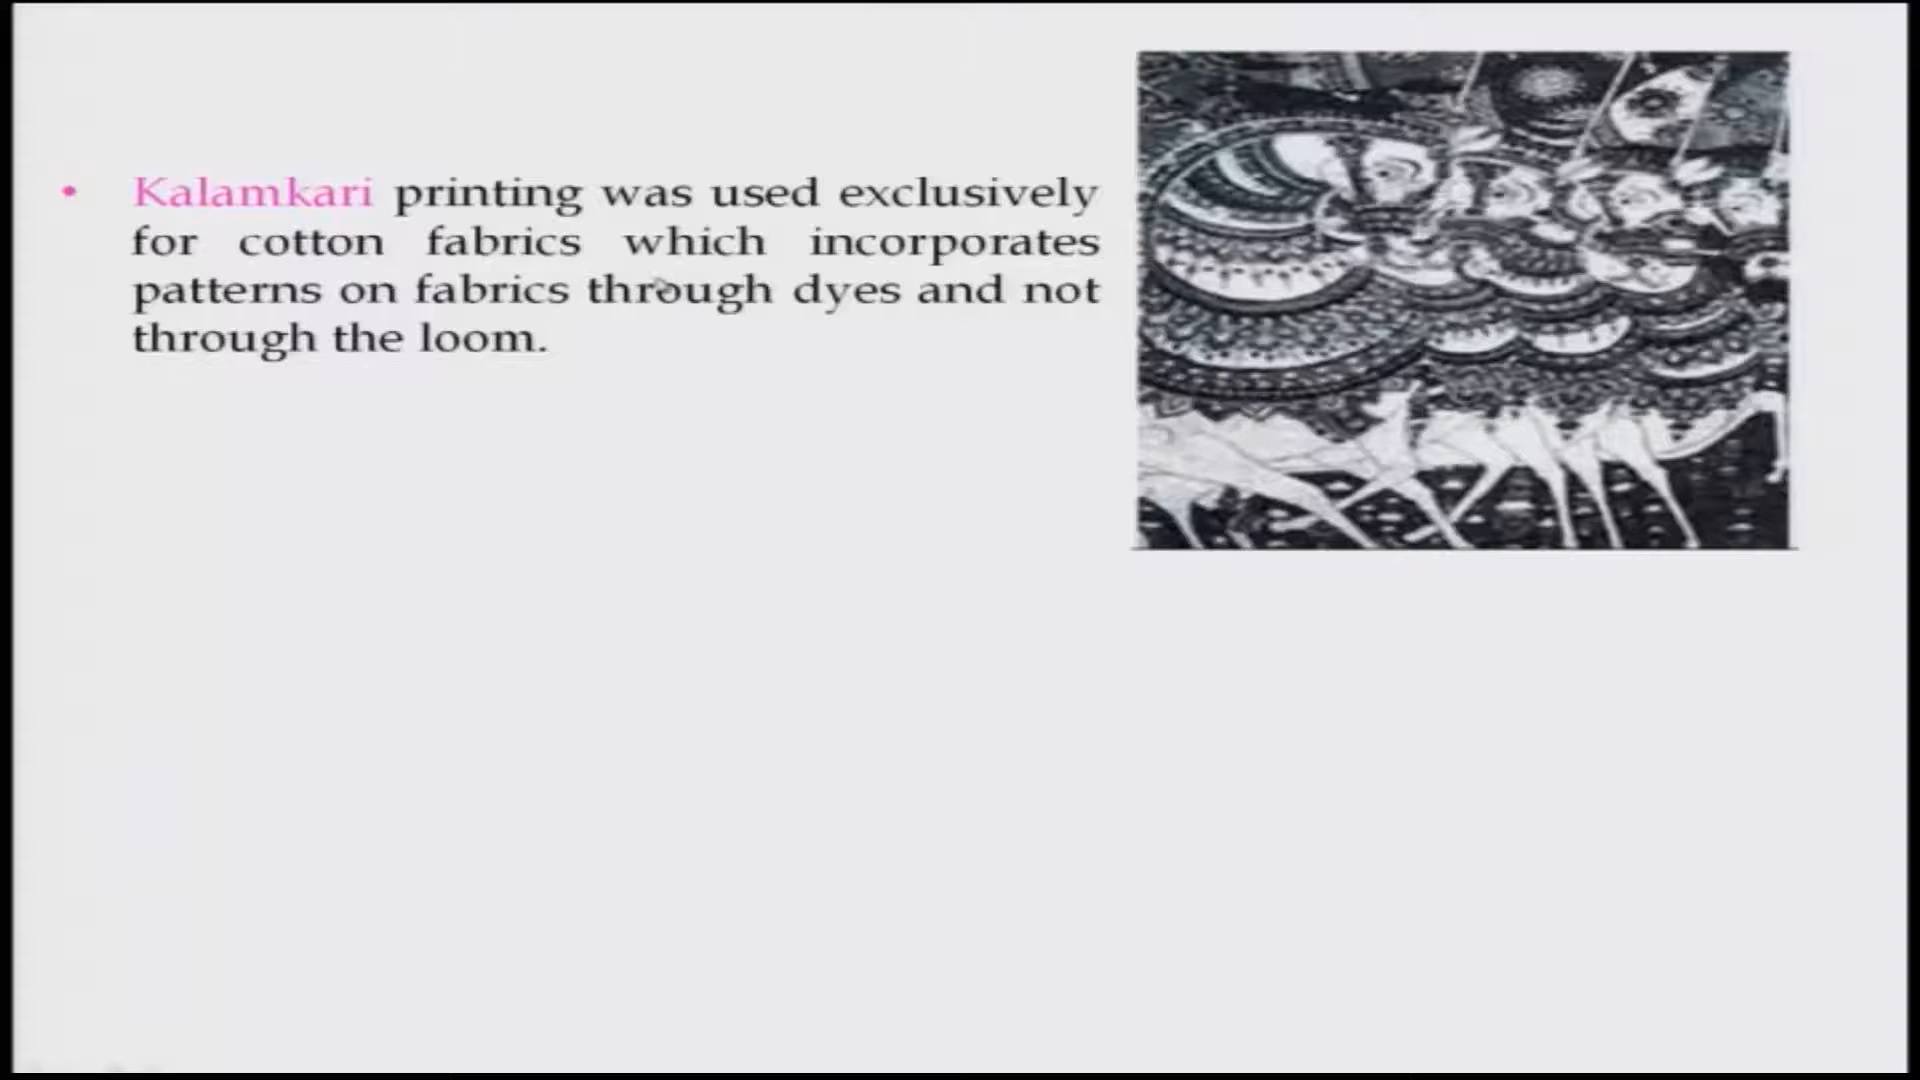 • Kalamkari printing was used exclusively
for cotton fabrics which incorporates
patterns on fabrics through dyes and not
through the loom.